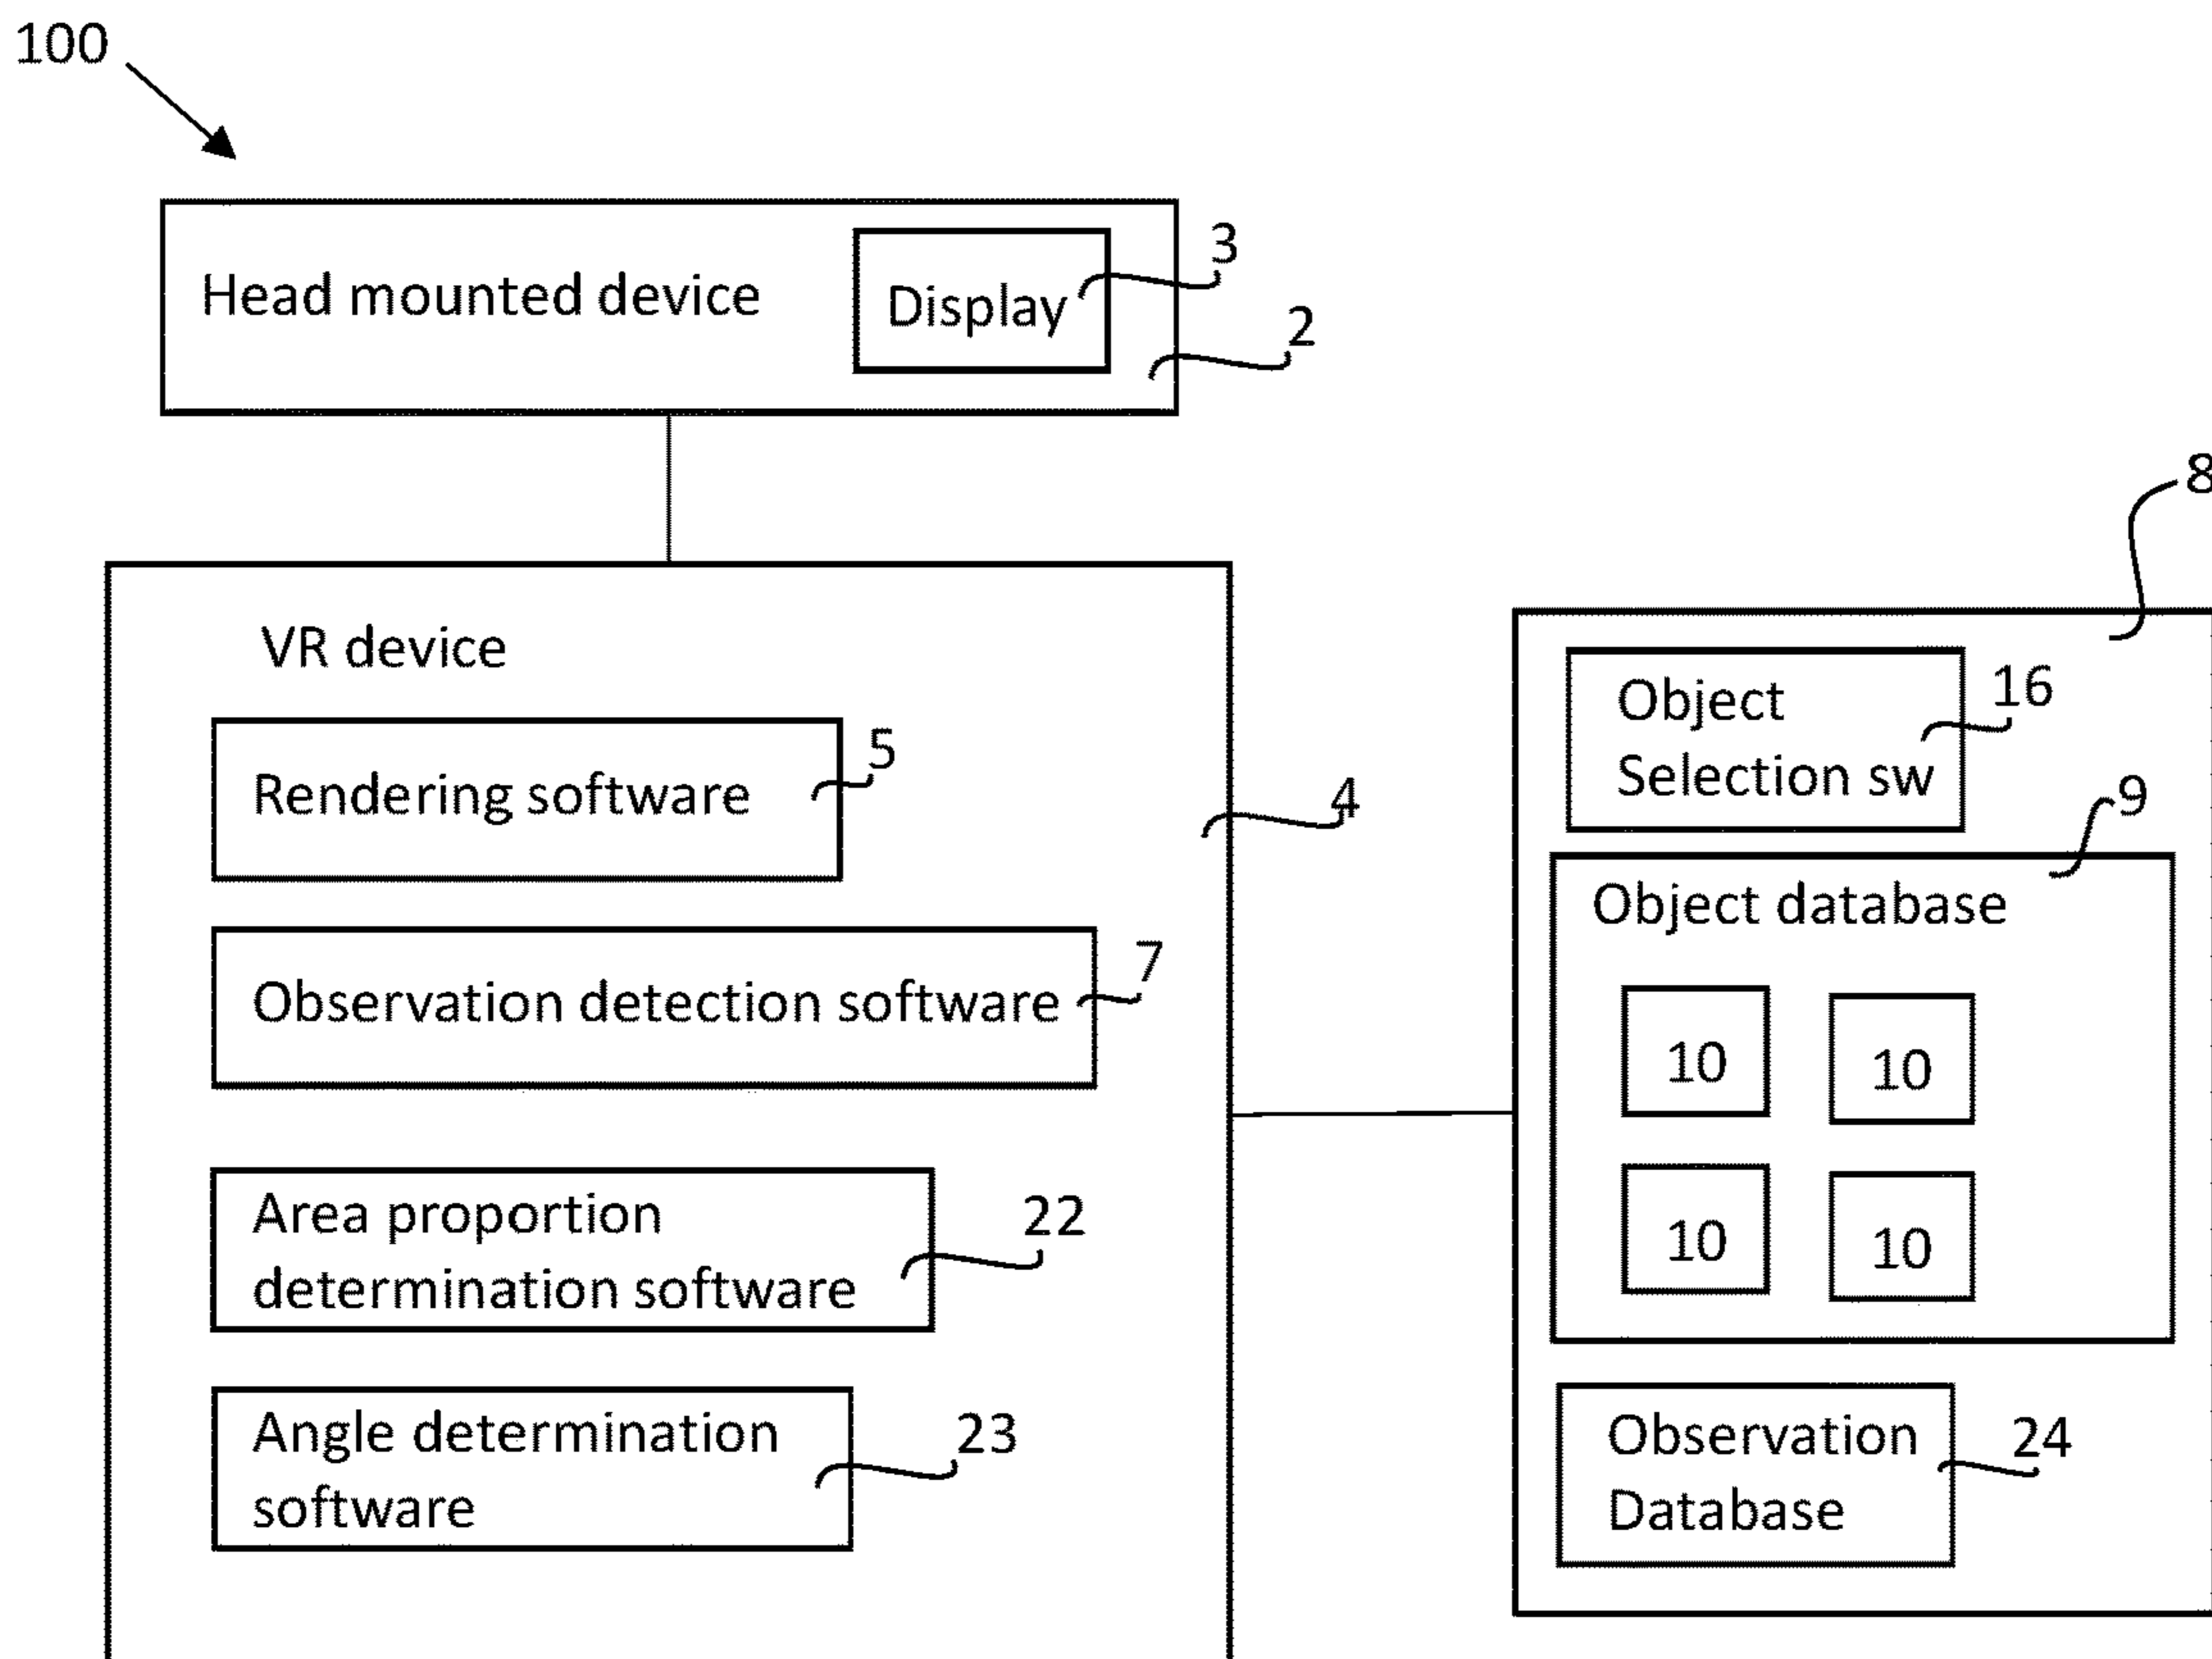 100
Head mounted device
Display
3
2
VR device
Rendering software
5
4
Observation detection software
7
Area proportion
determination software
22
Angle determination
software
23
8
Object
Selection sw
16
9
Object database
10
10
10
10
Observation
Database
24